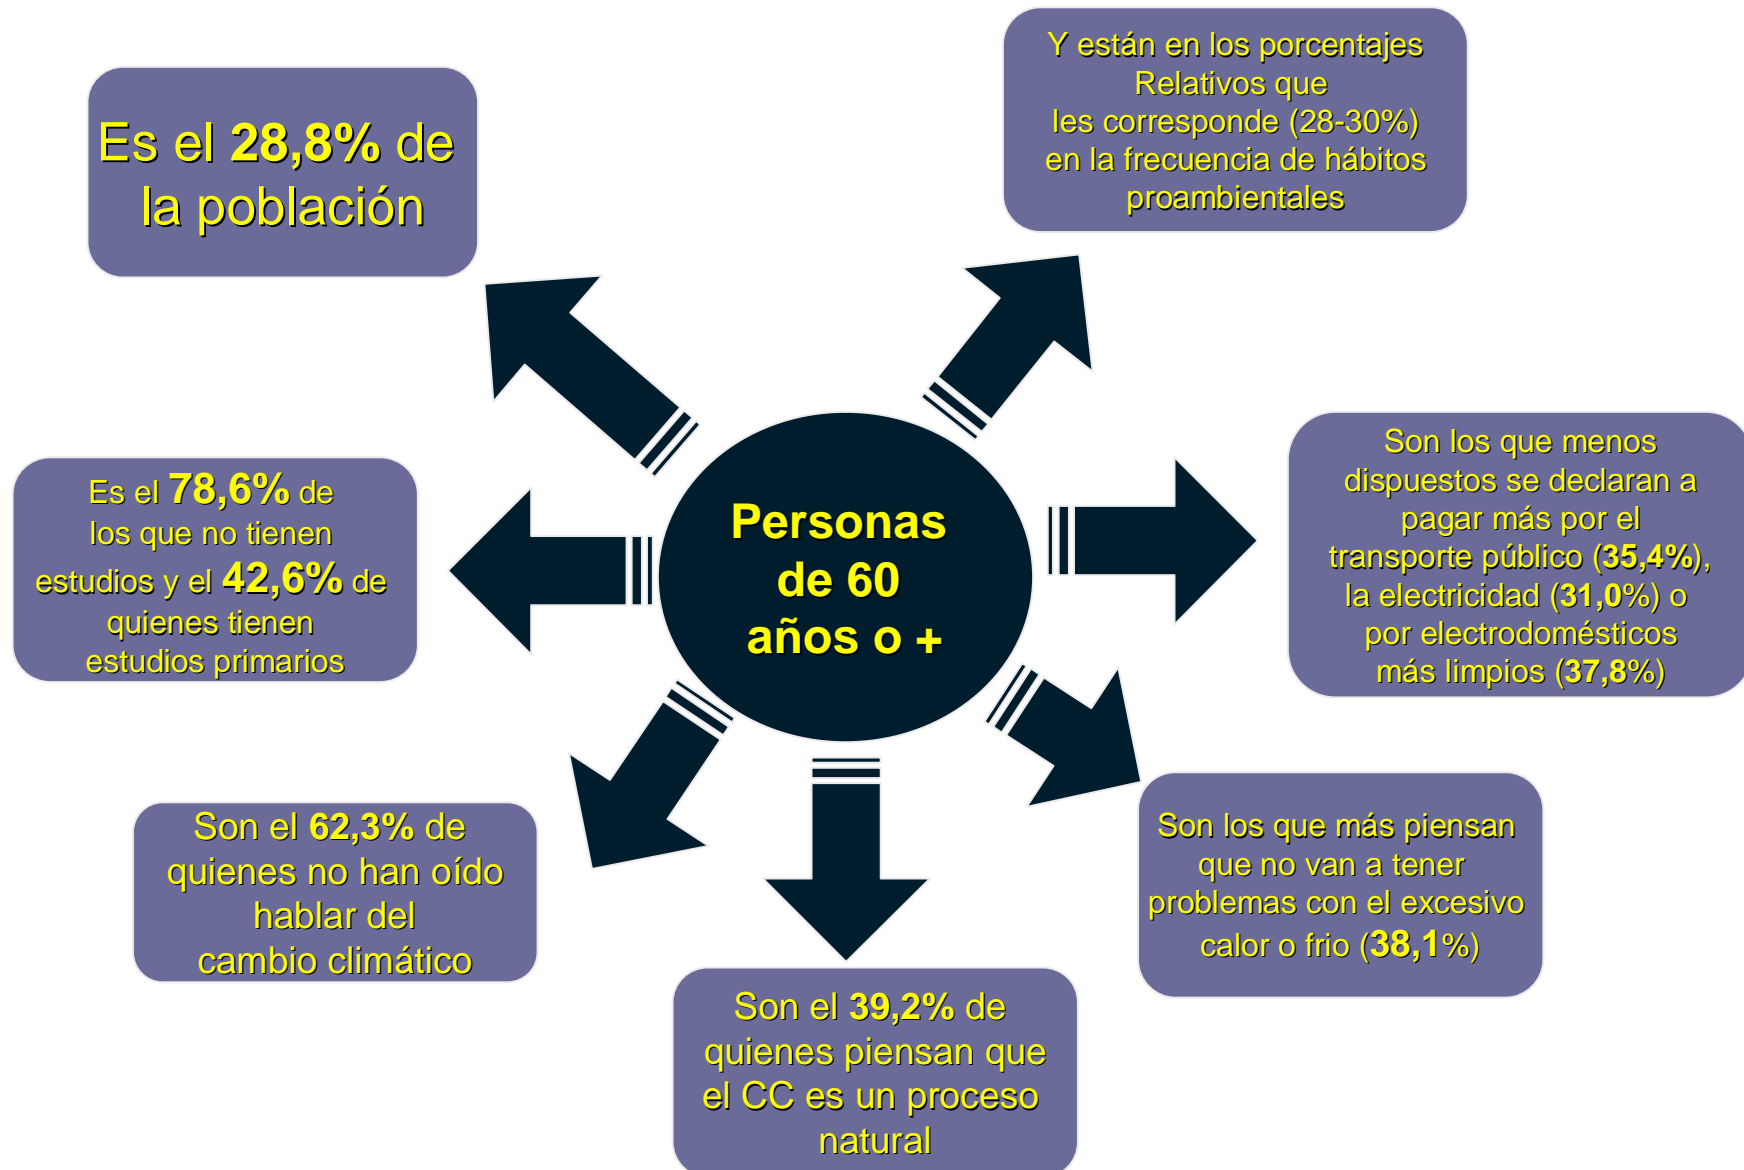 Y están en los porcentajes
Relativos que
les corresponde (28-30%)
en la frecuencia de hábitos
proambientales
Es el 28,8% de
la población
Son los que menos
dispuestos se declaran a
pagar más por el
transporte público (35,4%),
la electricidad (31,0%) o
por electrodomésticos
más limpios (37,8%)
Es el 78,6% de
los que no tienen
estudios y el 42,6% de
quienes tienen
estudios primarios
Personas
de 60
años o +
Son los que más piensan
que no van a tener
problemas con el excesivo
calor o frio (38,1%)
Son el 62,3% de
quienes no han oído
hablar del
cambio climático
Son el 39,2% de
quienes piensan que
el CC es un proceso
natural